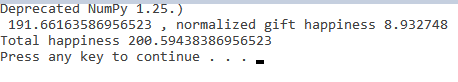 Deprecated NumPy 1.25.)
191.66163586956523 , normalized gift happiness 8.932748
Total happiness 200.59438386956523
Press any key to continue . . .